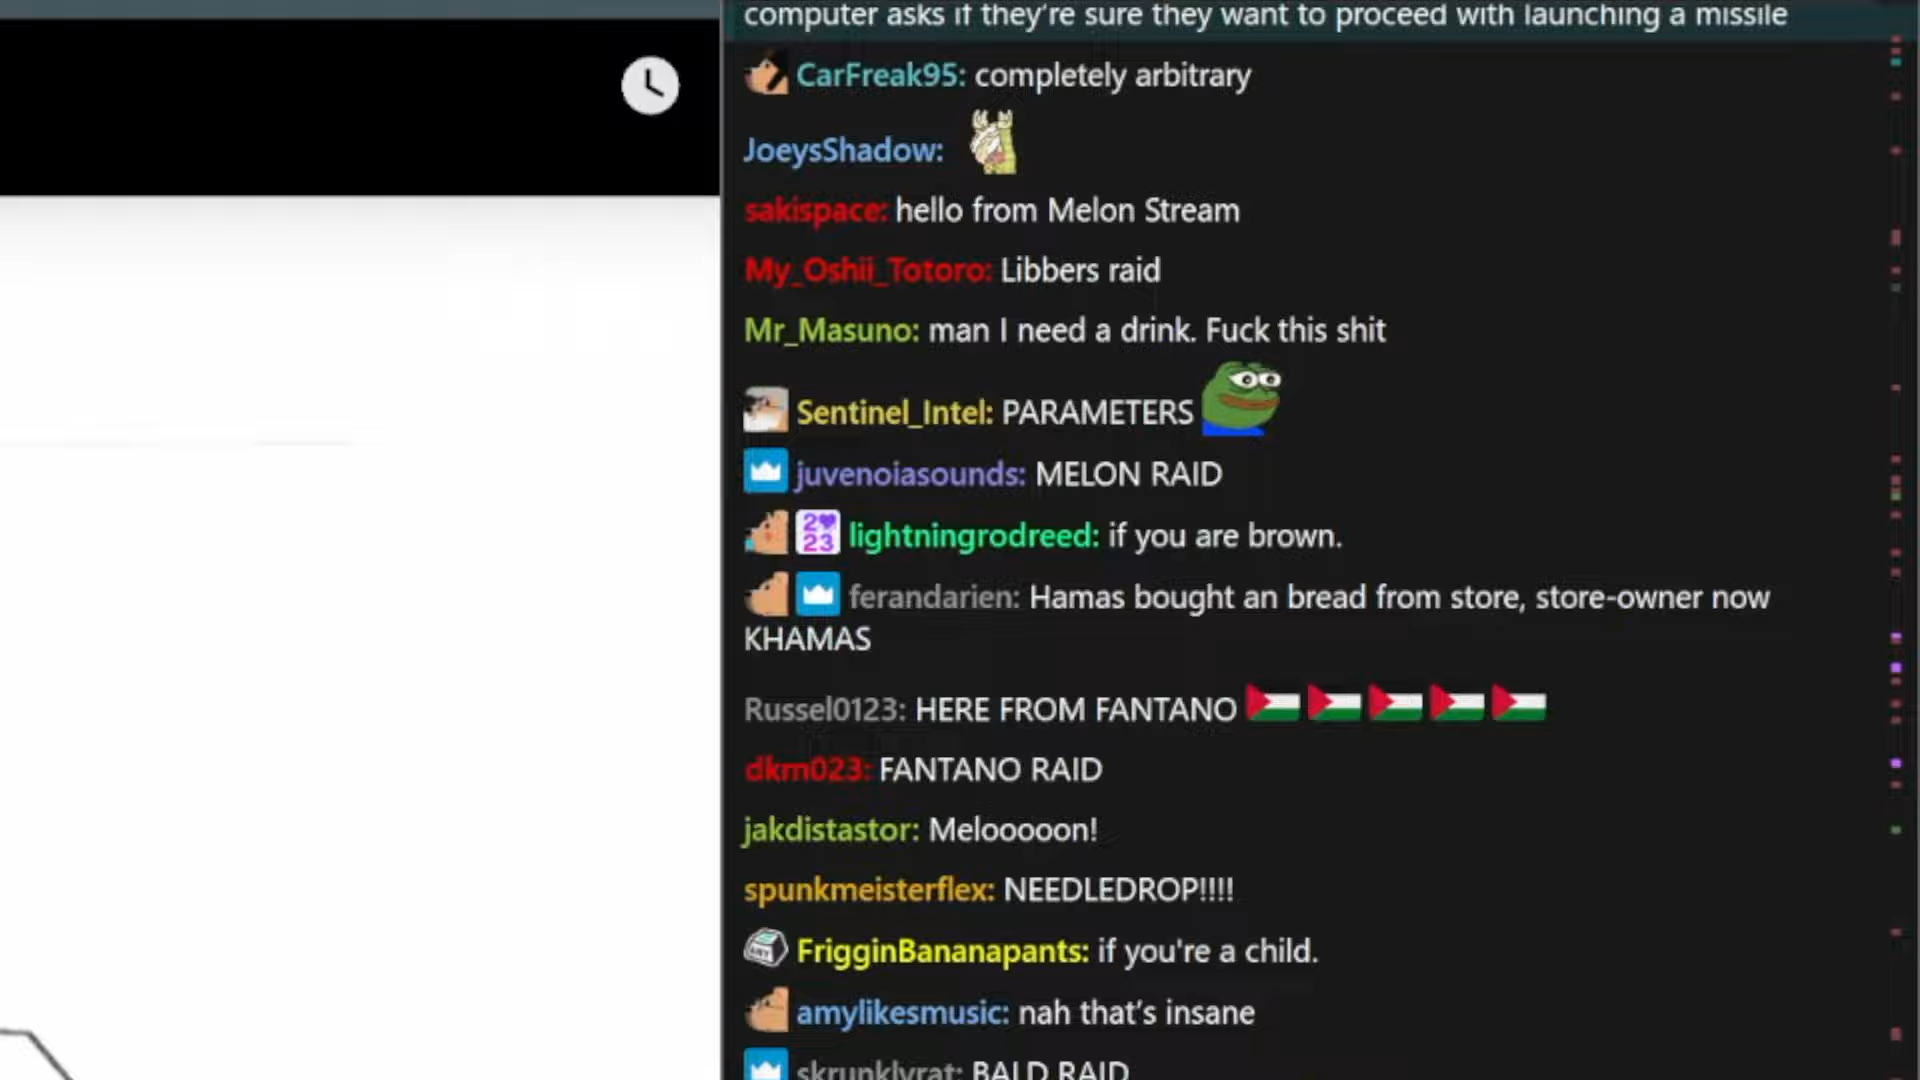 computer asks if they're sure they want to proceed with launching a missile
CarFreak95: completely arbitrary
JoeysShadow:
sakispace: hello from Melon Stream
My_Oshii_Totoro: Libbers raid
Mr_Masuno: man I need a drink. Fuck this shit
Sentinel_Intel: PARAMETERS
juvenoiasounds: MELON RAID
2023 lightningrodreed: if you are brown.
ferandarien: Hamas bought an bread from store, store-owner now
KHAMAS
Russel0123: HERE FROM FANTANO
dkm023: FANTANO RAID
jakdistastor: Melooooon!
spunkmeisterflex: NEEDLEDROP!!!!
FrigginBananapants: if you're a child.
amylikesmusic: nah that's insane
skrunklyrat: BALD RAID